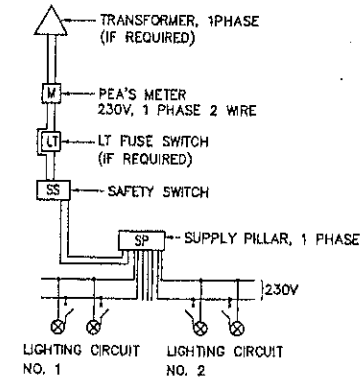 TRANSFORMER, 1PHASE
(IF REQUIRED)
M
PEA'S METER
230V, 1 PHASE 2 WIRE
LT
LT FUSE SWITCH
(IF REQUIRED)
SS
SAFETY SWITCH
SP
SUPPLY PILLAR, 1 PHASE
230V
LIGHTING CIRCUIT
NO. 1
LIGHTING CIRCUIT
NO. 2